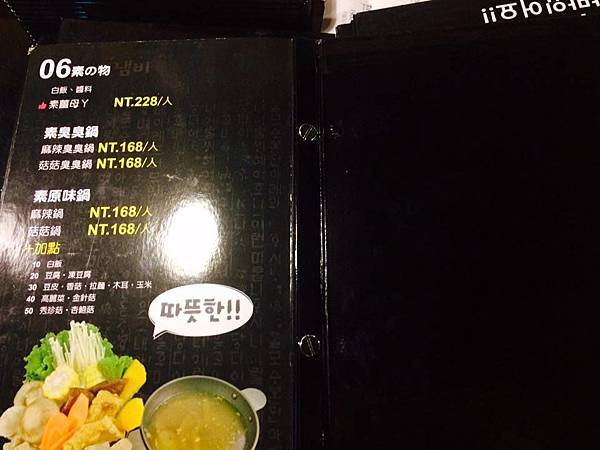 06素の物 냄비
白飯、醬料
素薑母ㄚ NT.228/人
素臭臭鍋
麻辣臭臭鍋 NT.168/人
菇菇臭臭鍋 NT.168/人
素原味鍋
麻辣鍋 NT.168/人
菇菇鍋 NT.168/人
+加點
10 白飯
20 豆腐·凍豆腐
30 豆皮·香菇·拉麵·木耳·玉米
40 高麗菜·金針菇
50 秀珍菇·杏鮑菇
따뜻한!!